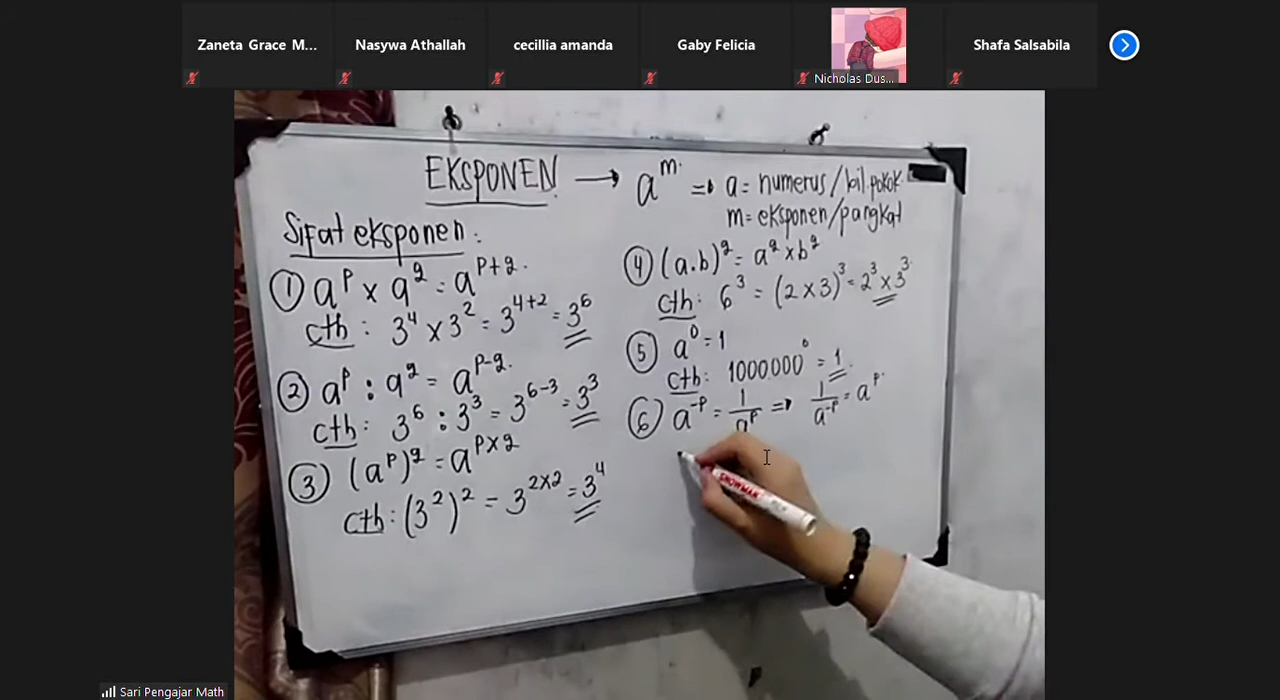 Zaneta Grace M...
Nasywa Athallah
cecillia amanda
Gaby Felicia
Nicholas Dus...
Shafa Salsabila
EKSPONEN → a^m ⇒ a = numerus/bil.pokok
m = eksponen/pangkat
Sifat eksponen:
① a^p x a^q = a^(p+q)
cth: 3^4 x 3^2 = 3^(4+2) = 3^6
② a^p : a^q = a^(p-q)
cth: 3^6 : 3^3 = 3^(6-3) = 3^3
③ (a^p)^q = a^(p x q)
cth: (3^2)^2 = 3^(2x2) = 3^4
④ (a.b)^q = a^q x b^q
cth: 6^3 = (2 x 3)^3 = 2^3 x 3^3
⑤ a^0 = 1
cth: 1000.000^0 = 1
⑥ a^-p = 1/a^p ⇒ 1/a^-p = a^p
SNOWMAN
Sari Pengajar Math